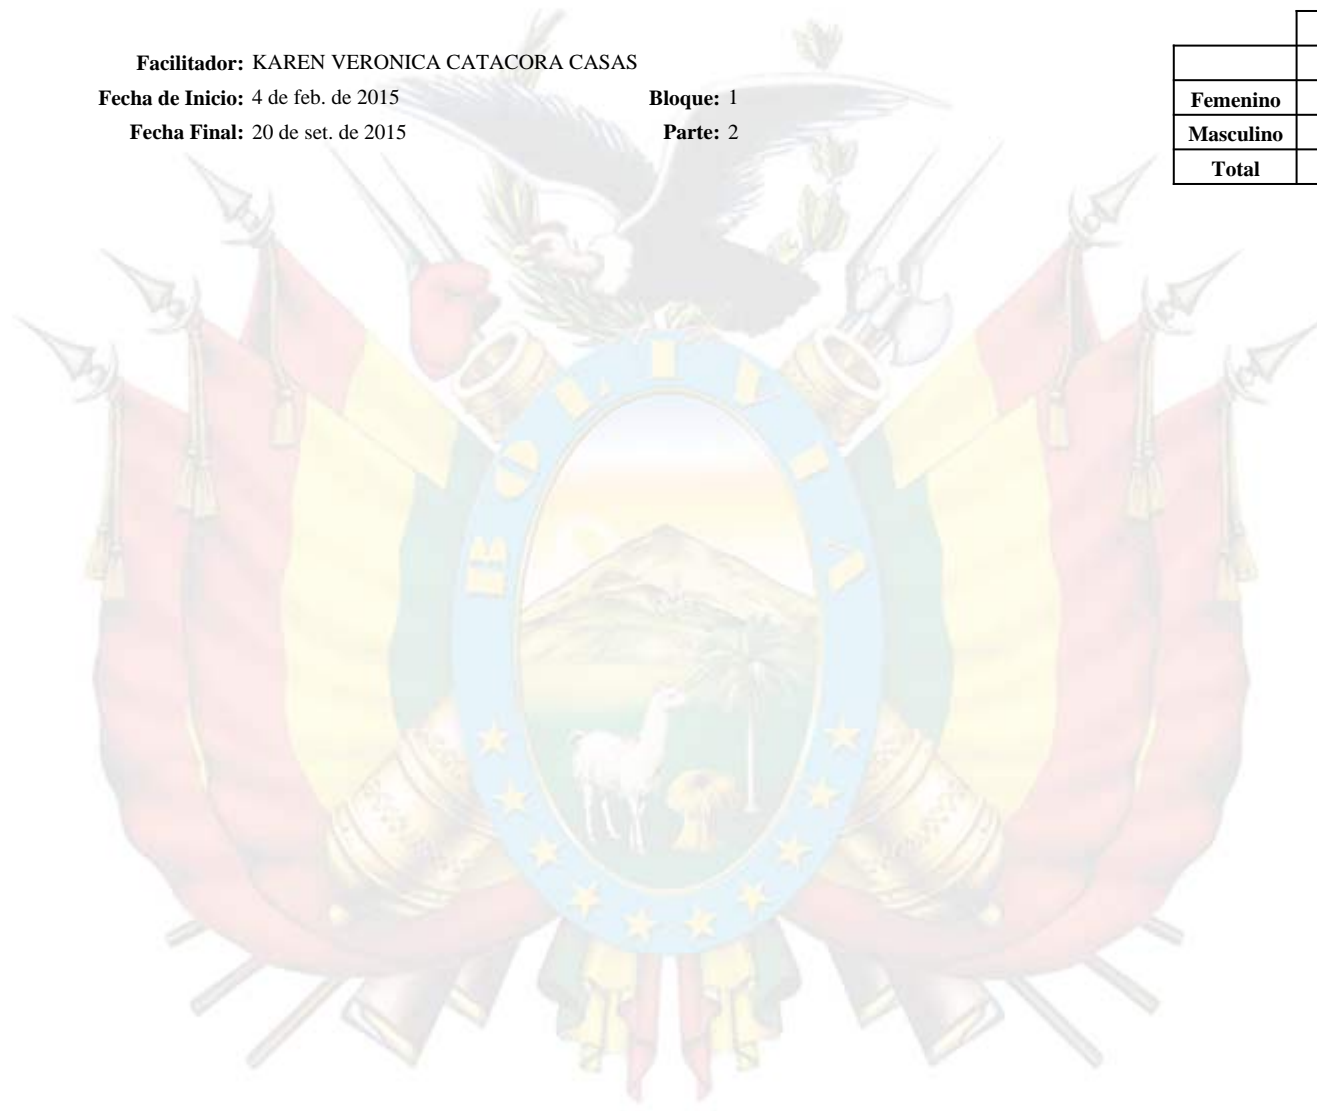 Facilitador: KAREN VERONICA CATACORA CASAS
Fecha de Inicio: 4 de feb. de 2015 Bloque: 1
Fecha Final: 20 de set. de 2015 Parte: 2
Femenino
Masculino
Total
BOLIVIA